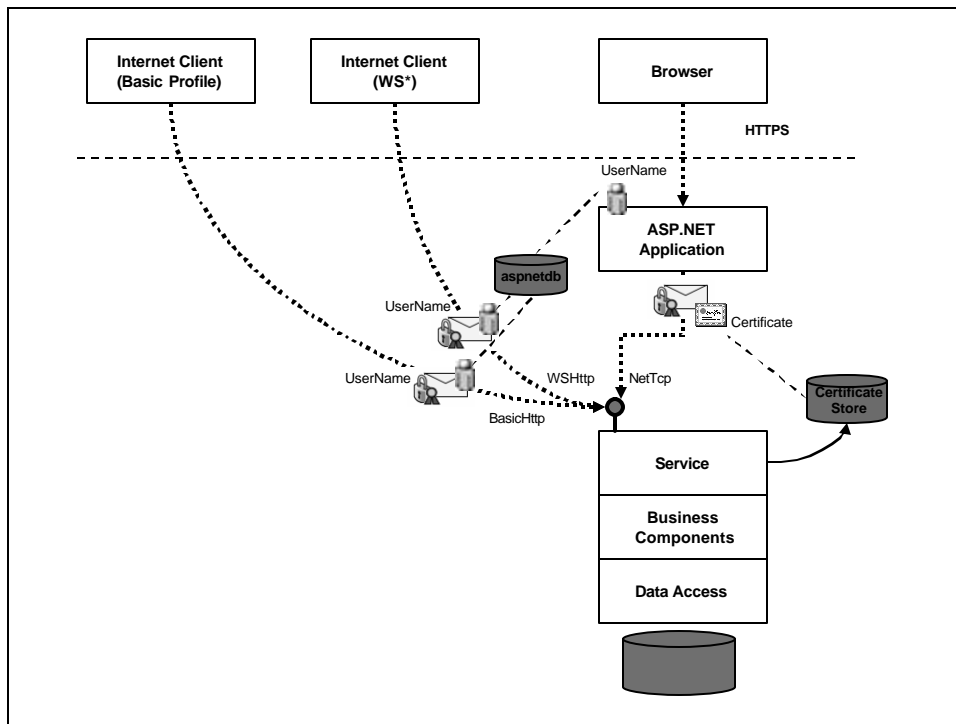 Internet Client
(Basic Profile)
Internet Client
(WS*)
Browser
HTTPS
UserName
ASP.NET
Application
aspnetdb
UserName
Certificate
UserName
WSHttp
NetTcp
BasicHttp
Certificate
Store
Service
Business
Components
Data Access